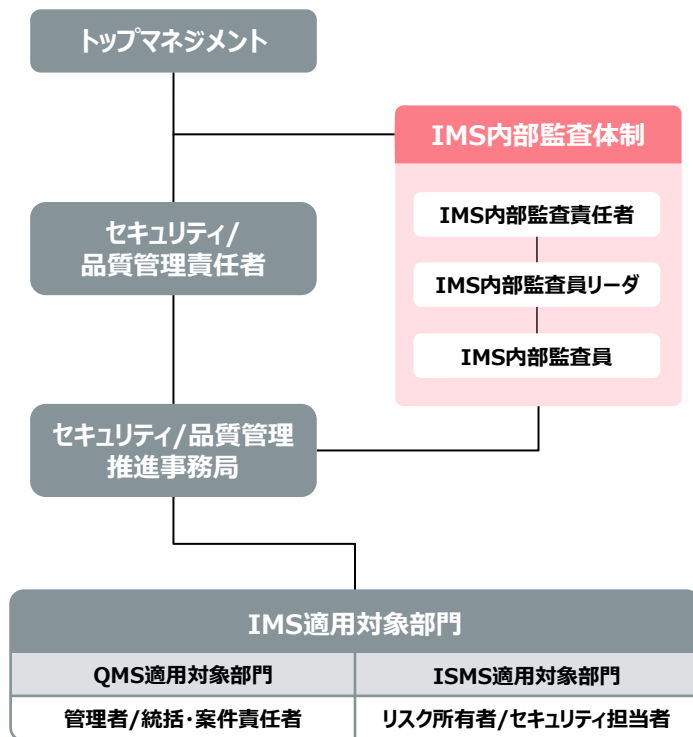 トップマネジメント
IMS内部監査体制
IMS内部監査責任者
IMS内部監査員リーダ
IMS内部監査員
セキュリティ/
品質管理責任者
セキュリティ/品質管理
推進事務局
IMS適用対象部門
QMS適用対象部門
ISMS適用対象部門
管理者/統括・案件責任者
リスク所有者/セキュリティ担当者